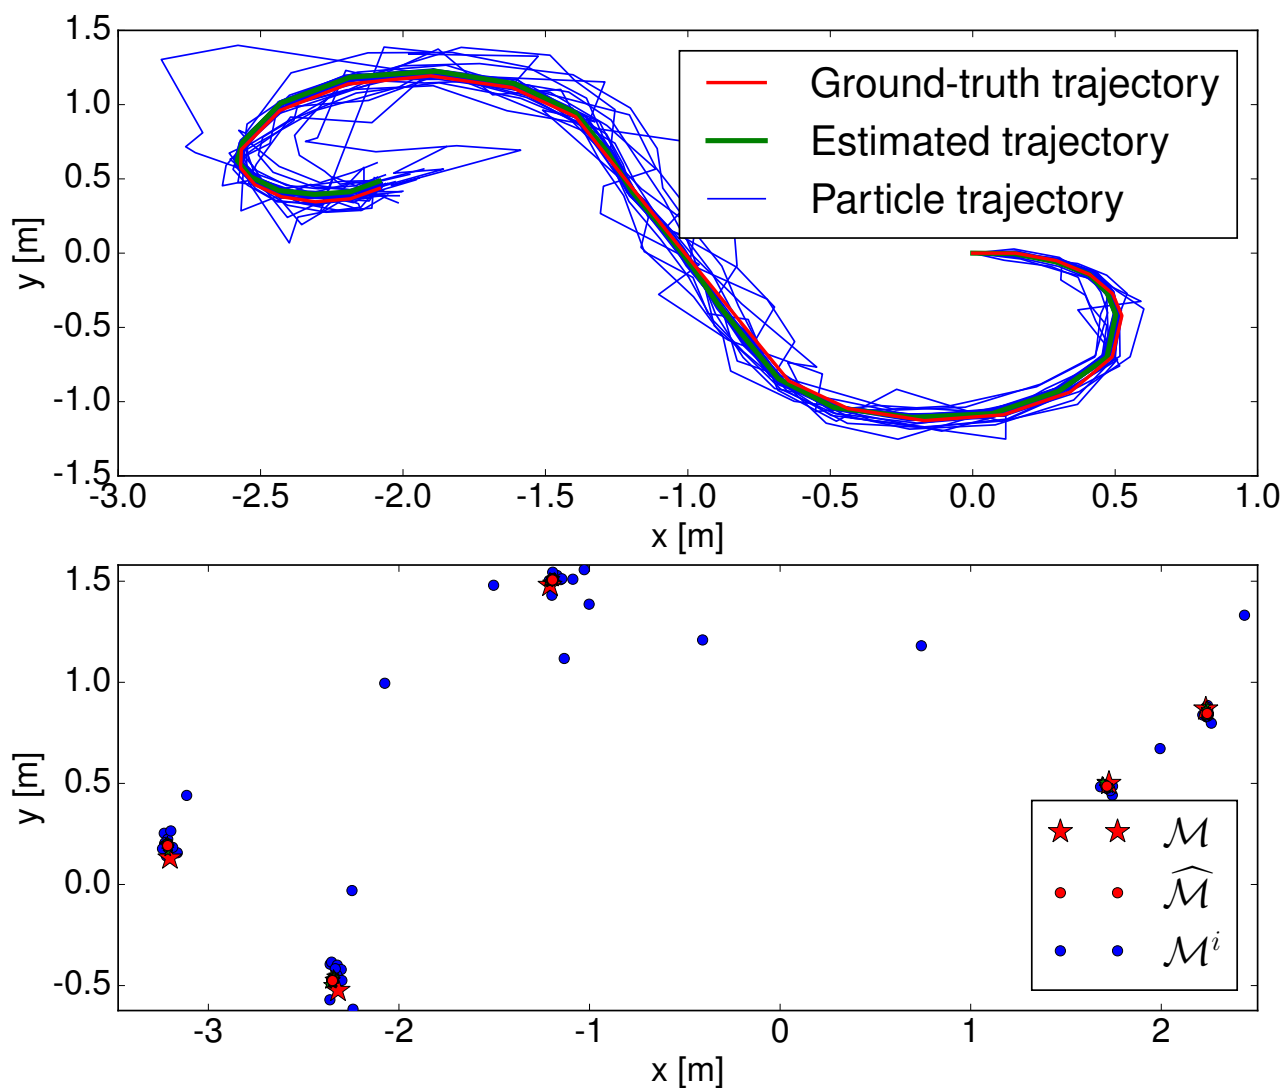 1.5
1.0
0.5
0.0
-0.5
-1.0
-1.5
y [m]
Ground-truth trajectory
Estimated trajectory
Particle trajectory
-3.0 -2.5 -2.0 -1.5 -1.0 -0.5 0.0 0.5 1.0
x [m]
1.5
1.0
0.5
0.0
-0.5
y [m]
ℳ
ℳ̂
ℳⁱ
-3 -2 -1 0 1 2
x [m]